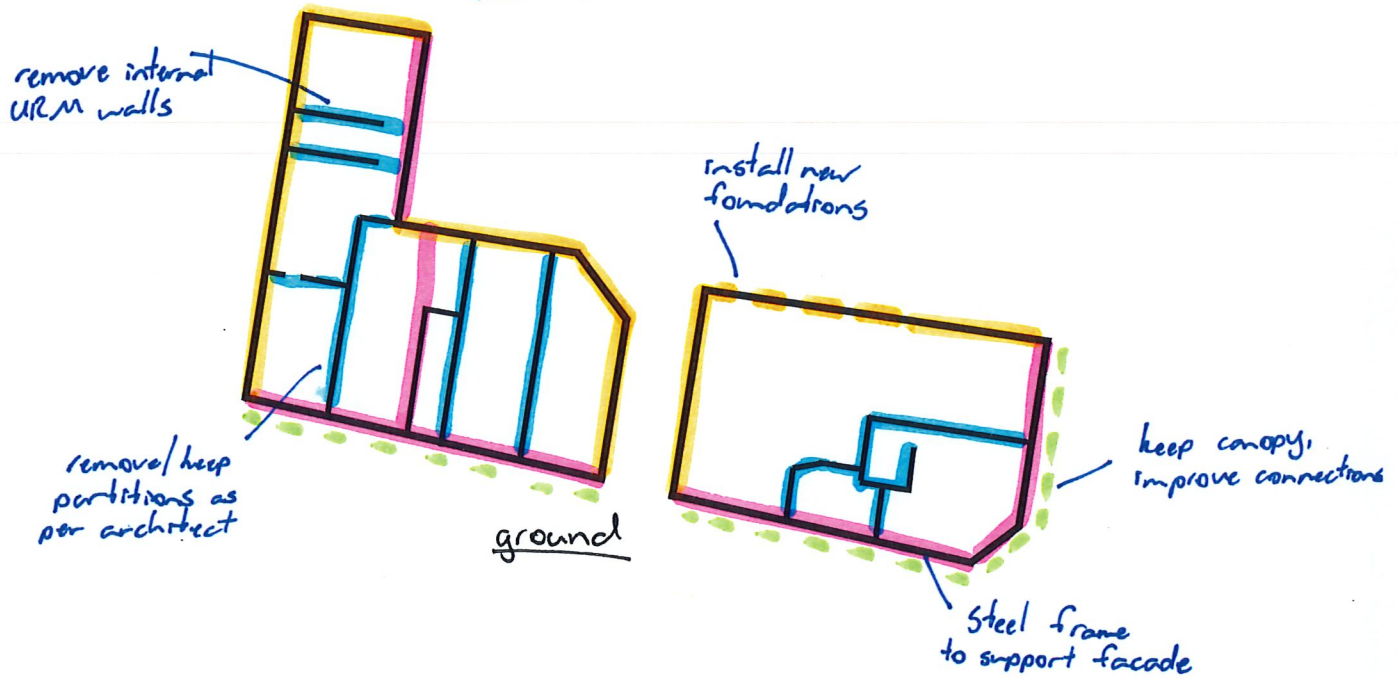 remove internal
URM walls
install new
foundations
keep canopy,
improve connections
remove/keep
partitions as
per architect
ground
Steel frame
to support facade